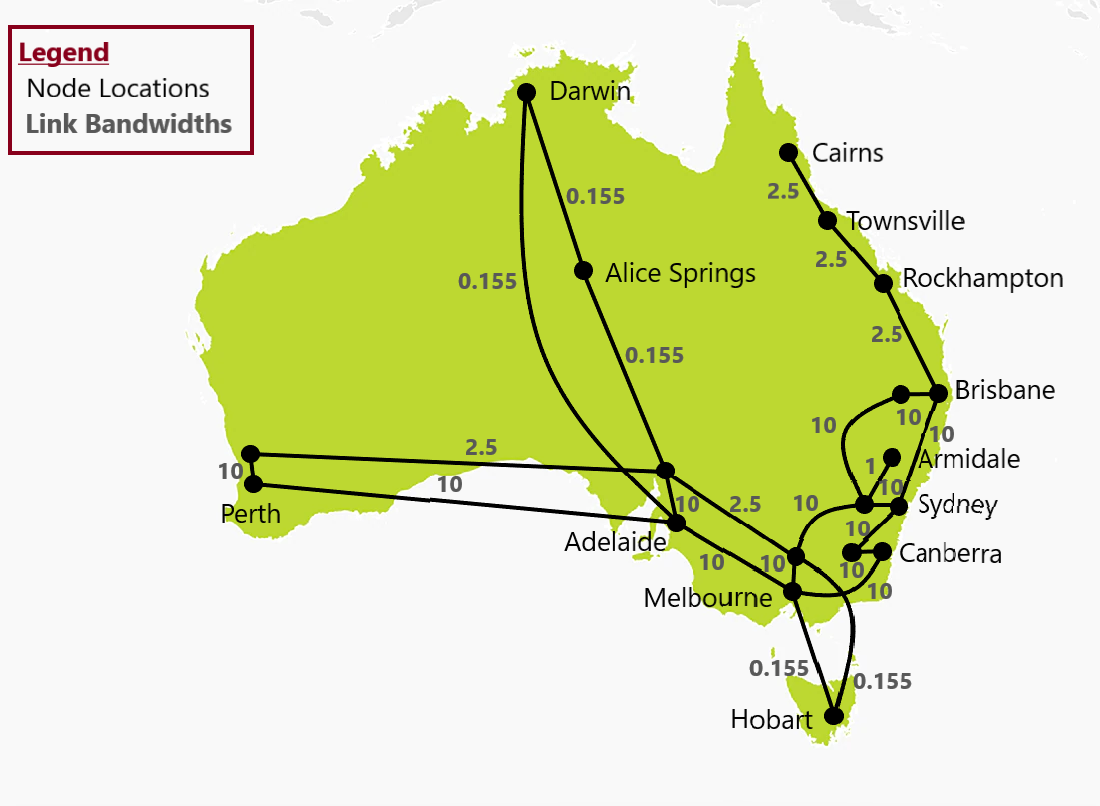 Legend
Node Locations
Link Bandwidths
Darwin
Cairns
2.5
0.155
Townsville
2.5
Alice Springs
Rockhampton
0.155
2.5
0.155
Brisbane
10
10
10
2.5
Armidale
1
10
10
10
Sydney
10
2.5
10
Perth
10
Adelaide
Canberra
10
10
10
10
Melbourne
0.155
0.155
Hobart